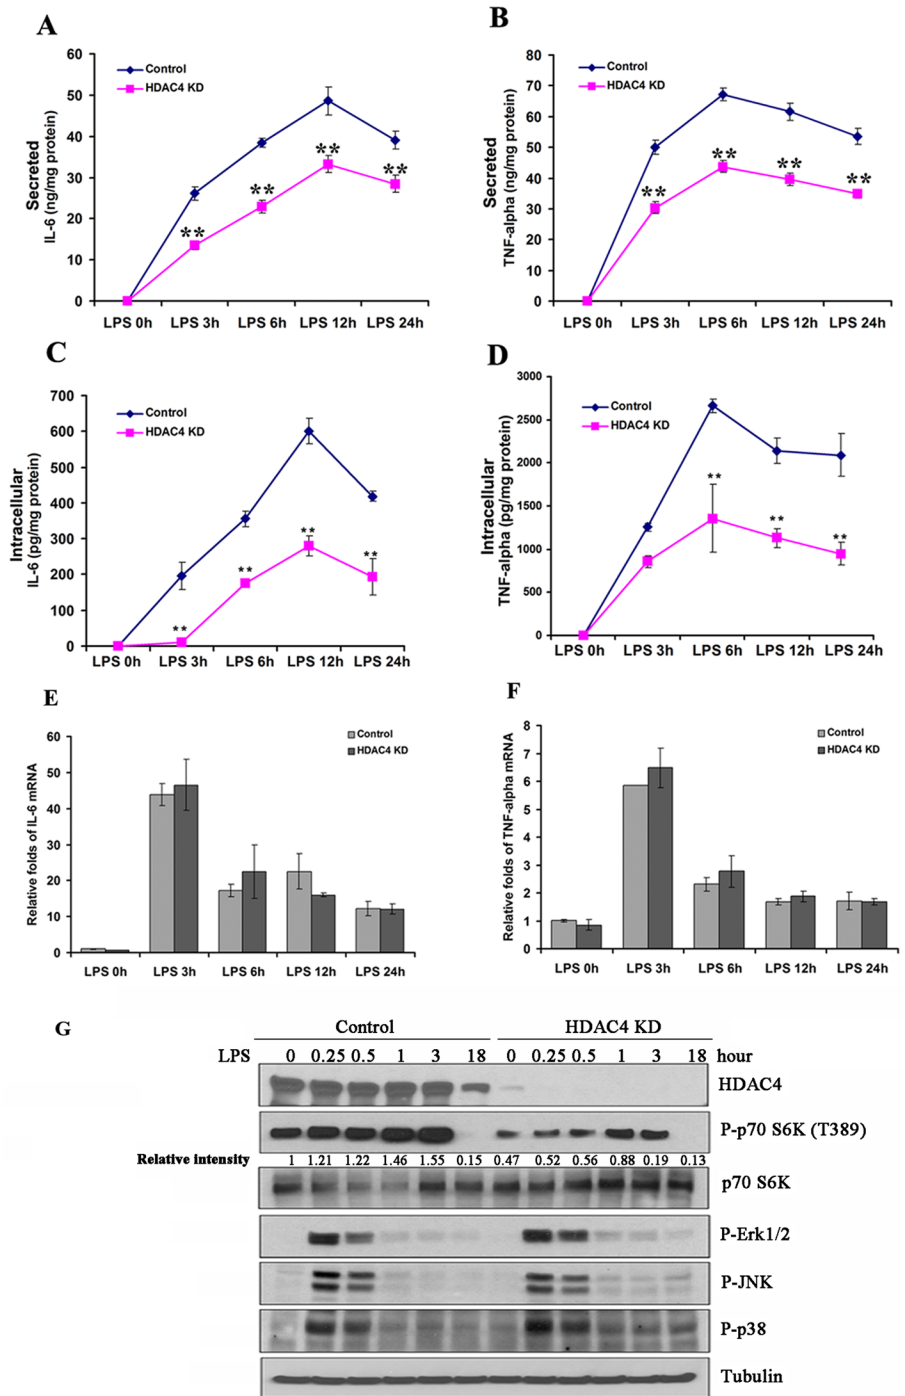 A
Secreted
IL-6 (ng/mg protein)
60
50
40
30
20
10
0
Control
HDAC4 KD
**
**
**
**
LPS 0h LPS 3h LPS 6h LPS 12h LPS 24h
B
Secreted
TNF-alpha (ng/mg protein)
80
70
60
50
40
30
20
10
0
Control
HDAC4 KD
**
**
**
**
LPS 0h LPS 3h LPS 6h LPS 12h LPS 24h
C
Intracellular
IL-6 (pg/mg protein)
700
600
500
400
300
200
100
0
Control
HDAC4 KD
**
**
**
**
LPS 0h LPS 3h LPS 6h LPS 12h LPS 24h
D
Intracellular
TNF-alpha (pg/mg protein)
3000
2500
2000
1500
1000
500
0
Control
HDAC4 KD
**
**
**
LPS 0h LPS 3h LPS 6h LPS 12h LPS 24h
E
Relative folds of IL-6 mRNA
60
50
40
30
20
10
0
Control
HDAC4 KD
LPS 0h LPS 3h LPS 6h LPS 12h LPS 24h
F
Relative folds of TNF-alpha mRNA
8
7
6
5
4
3
2
1
0
Control
HDAC4 KD
LPS 0h LPS 3h LPS 6h LPS 12h LPS 24h
G
Control HDAC4 KD
LPS 0 0.25 0.5 1 3 18 0 0.25 0.5 1 3 18 hour
HDAC4
P-p70 S6K (T389)
Relative intensity 1 1.21 1.22 1.46 1.55 0.15 0.47 0.52 0.56 0.88 0.19 0.13
p70 S6K
P-Erk1/2
P-JNK
P-p38
Tubulin